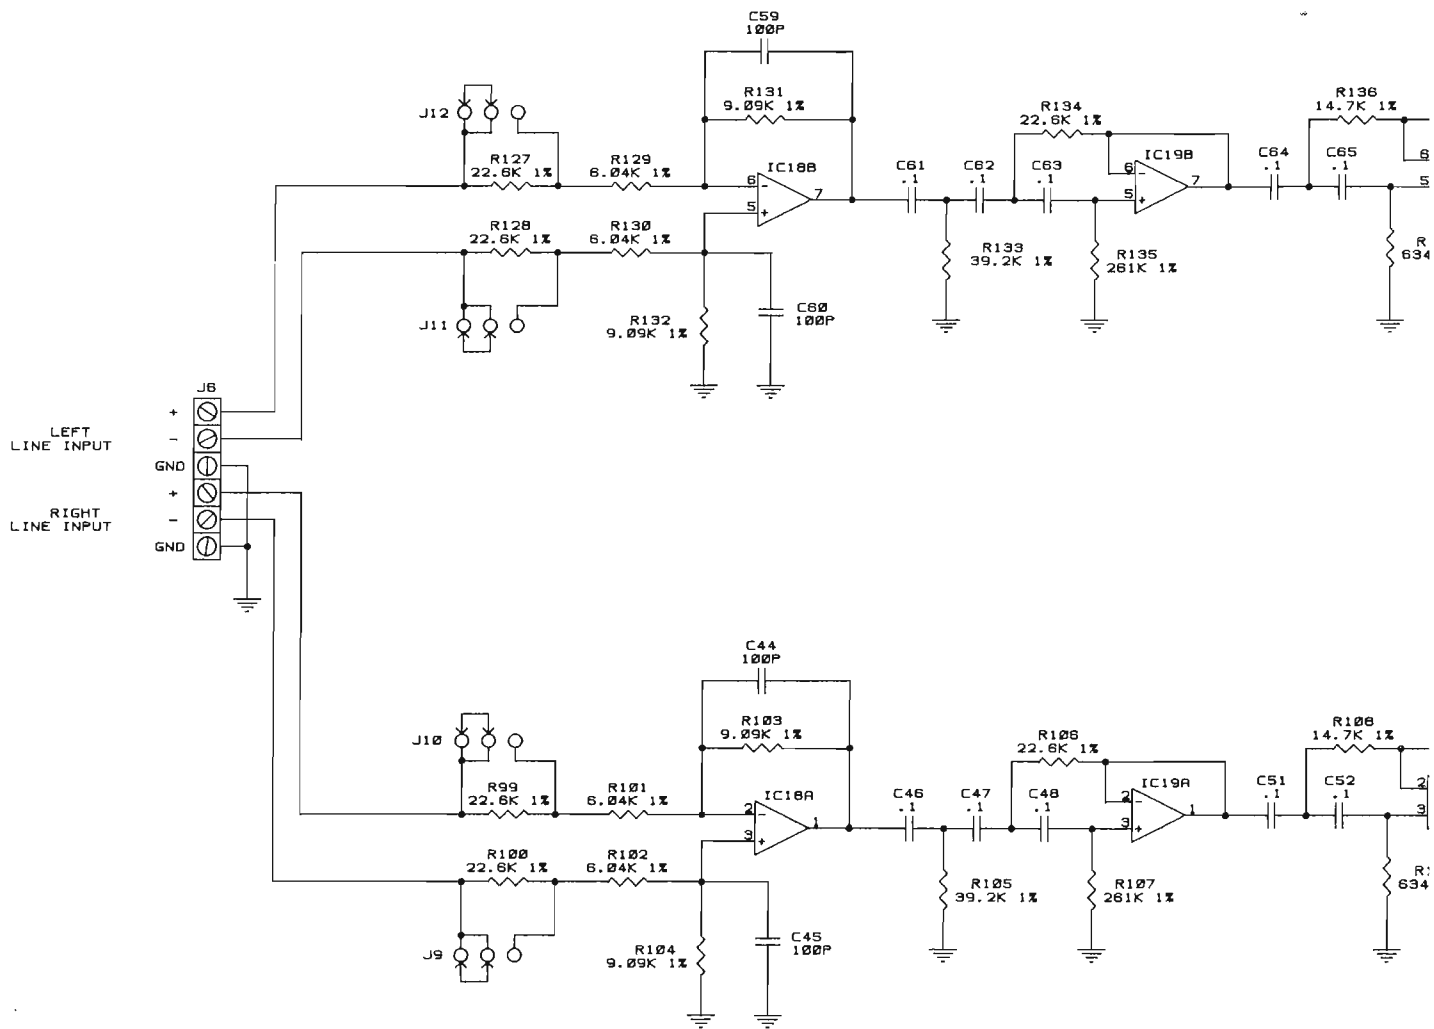 C59
100P
R131
9.09K 1%
J12
R127
22.6K 1%
R129
6.04K 1%
IC18B
6
-
5
+
7
R128
22.6K 1%
R130
6.04K 1%
J11
R132
9.09K 1%
C60
100P
C61
.1
C62
.1
C63
.1
R134
22.6K 1%
IC19B
6
-
5
+
7
R133
39.2K 1%
R135
261K 1%
C64
.1
C65
.1
R136
14.7K 1%
6
5
R
634
J6
+
LEFT
LINE INPUT
-
GND
+
RIGHT
LINE INPUT
-
GND
C44
100P
R103
9.09K 1%
J10
R99
22.6K 1%
R101
6.04K 1%
IC18A
2
-
3
+
1
R100
22.6K 1%
R102
6.04K 1%
J9
R104
9.09K 1%
C45
100P
C46
.1
C47
.1
C48
.1
R106
22.6K 1%
IC19A
2
-
3
+
1
R105
39.2K 1%
R107
261K 1%
C51
.1
C52
.1
R108
14.7K 1%
2
3
634